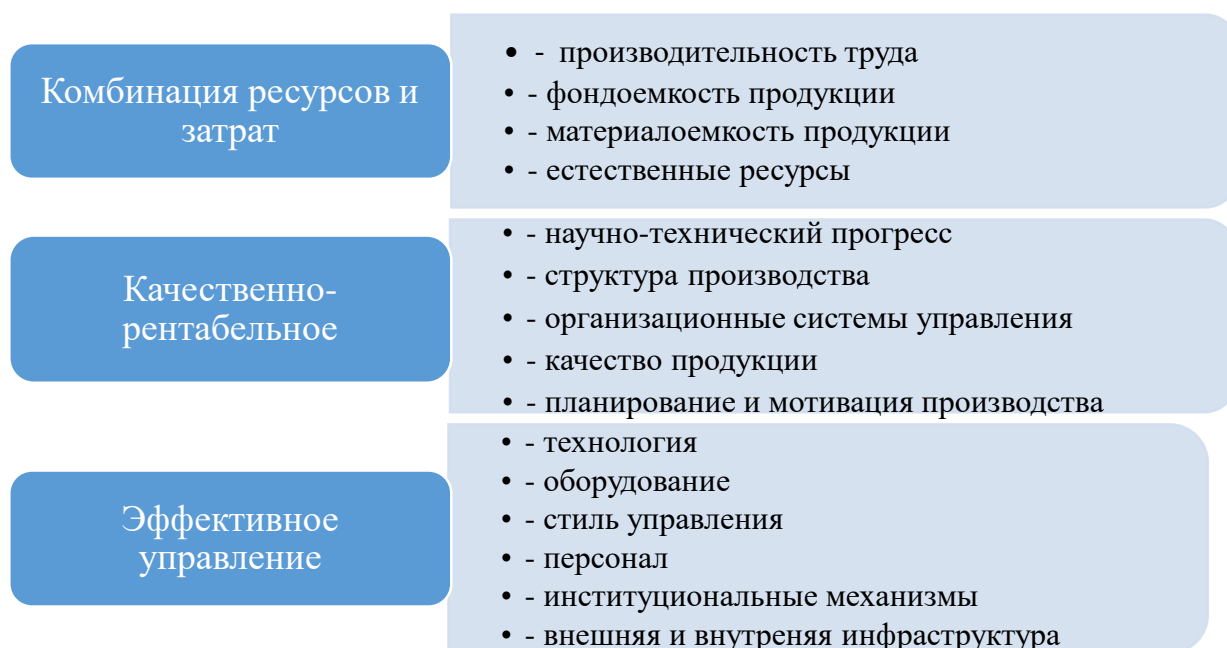 Комбинация ресурсов и
затрат
• - производительность труда
• - фондоемкость продукции
• - материалоемкость продукции
• - естественные ресурсы
Качественно-
рентабельное
• - научно-технический прогресс
• - структура производства
• - организационные системы управления
• - качество продукции
• - планирование и мотивация производства
Эффективное
управление
• - технология
• - оборудование
• - стиль управления
• - персонал
• - институциональные механизмы
• - внешняя и внутреняя инфраструктура